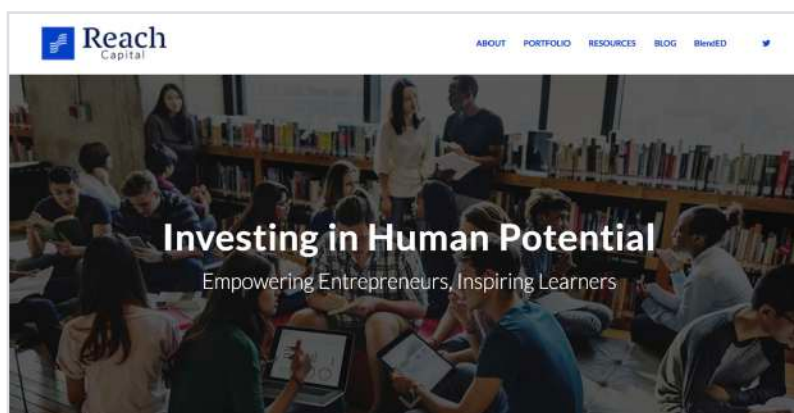 Reach
Capital
ABOUT PORTFOLIO RESOURCES BLOG BlendED
Investing in Human Potential
Empowering Entrepreneurs, Inspiring Learners